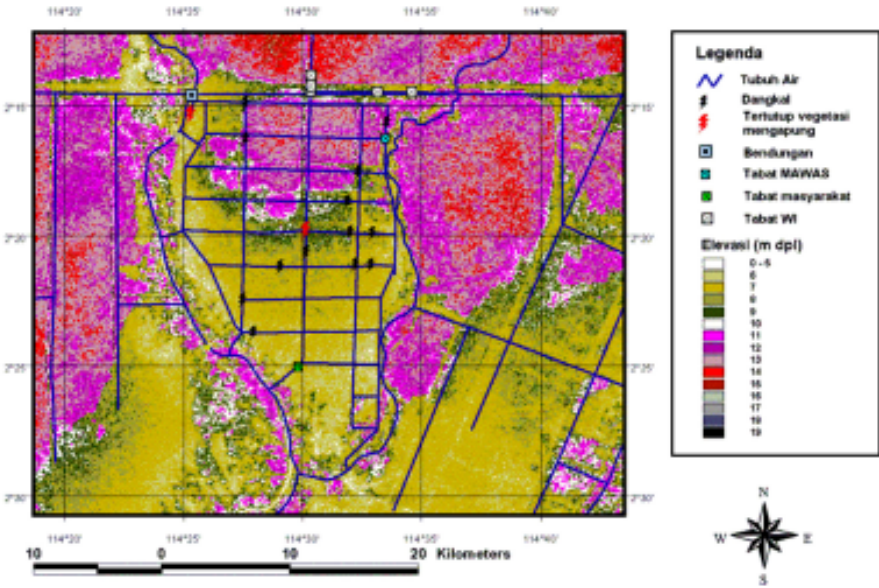 114°20' 114°25' 114°30' 114°35' 114°40'
2°15' 2°15'
2°30' 2°30'
2°25' 2°25'
2°30' 2°30'
114°20' 114°25' 114°30' 114°35' 114°40'
10 0 10 20 Kilometers
Legenda
Tubuh Air
Dangkal
Tertutup vegetasi
mengapung
Bendungan
Tabat MAWAS
Tabat masyarakat
Tabat WI
Elevasi (m dpl)
0 - 5
6
7
8
9
10
11
12
13
14
15
16
17
18
19
N
W E
S